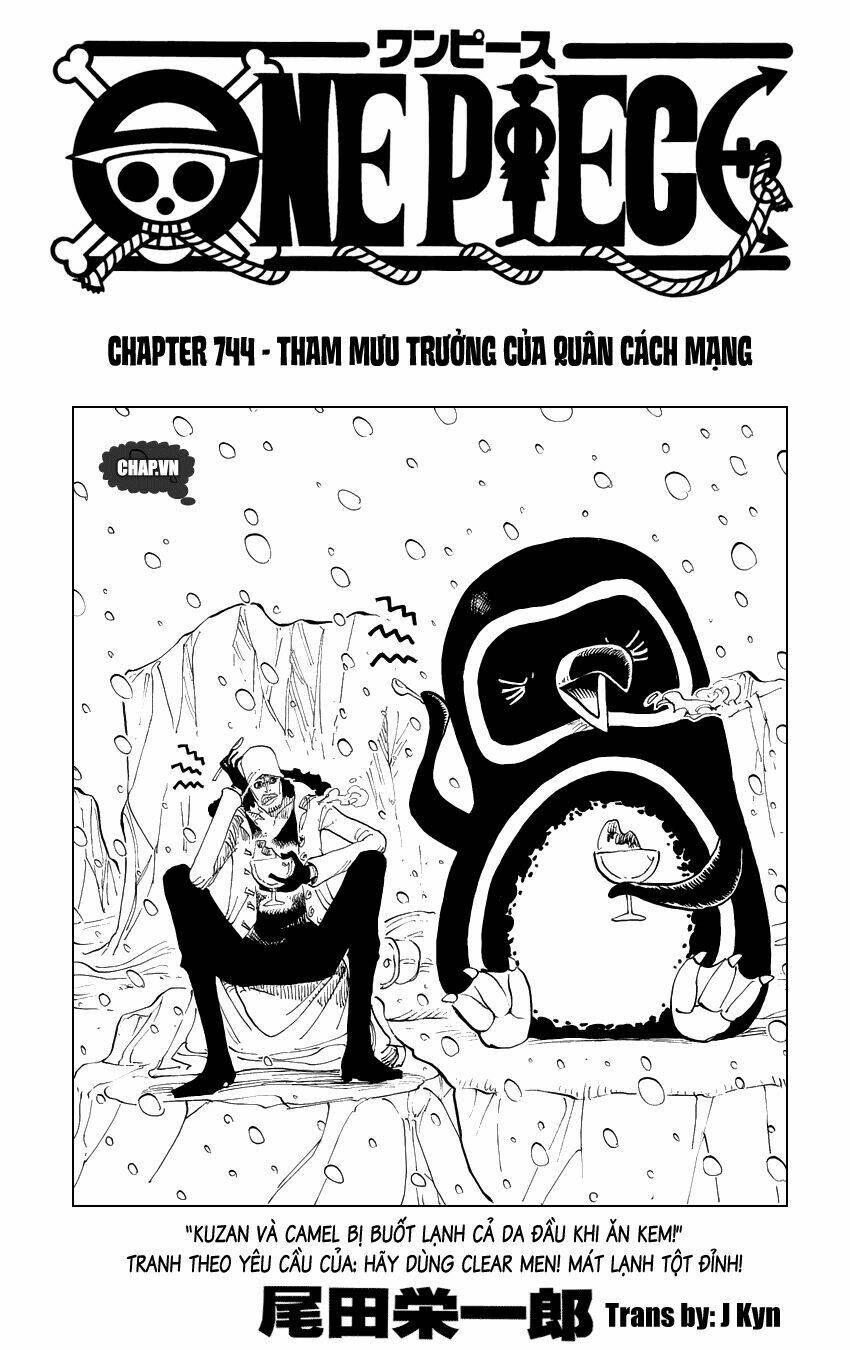 ワンピース
ONE PIECE
CHAPTER 744 - THAM MƯU TRƯỞNG CỦA QUÂN CÁCH MẠNG
CHAP.VN
"KUZAN VÀ CAMEL BỊ BUỐT LẠNH CẢ DA ĐẦU KHI ĂN KEM!"
TRANH THEO YÊU CẦU CỦA: HÃY DÙNG CLEAR MEN! MÁT LẠNH TỘT ĐỈNH!
尾田栄一郎 Trans by: J Kyn